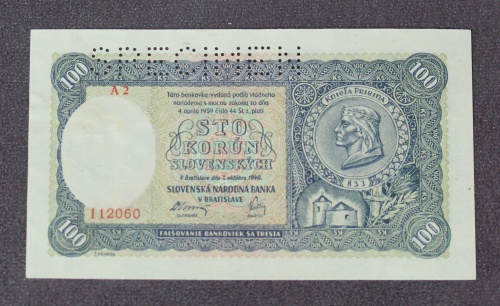 SPECIMEN
100
100
A 2
Táto bankovka vydaná podľa vládneho
nariadenia s mocou zákona zo dňa
4. apríla 1939 číslo 44 Sl. z. platí
STO
KORÚN
SLOVENSKÝCH
V Bratislave dňa 7. októbra 1940.
SLOVENSKÁ NÁRODNÁ BANKA
V BRATISLAVE
KNIEŽA PRIBINA
833
112060
100
100
FALŠOVANIE BANKOVIEK SA TRESTÁ